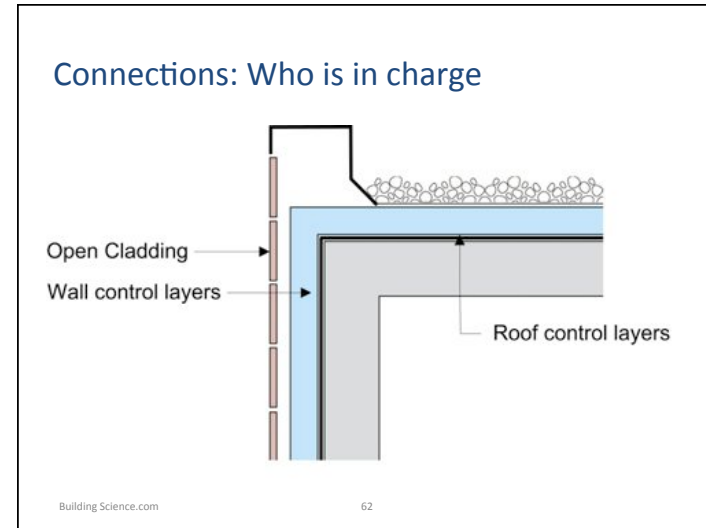 Connections: Who is in charge
Open Cladding
Wall control layers
Roof control layers
Building Science.com
62